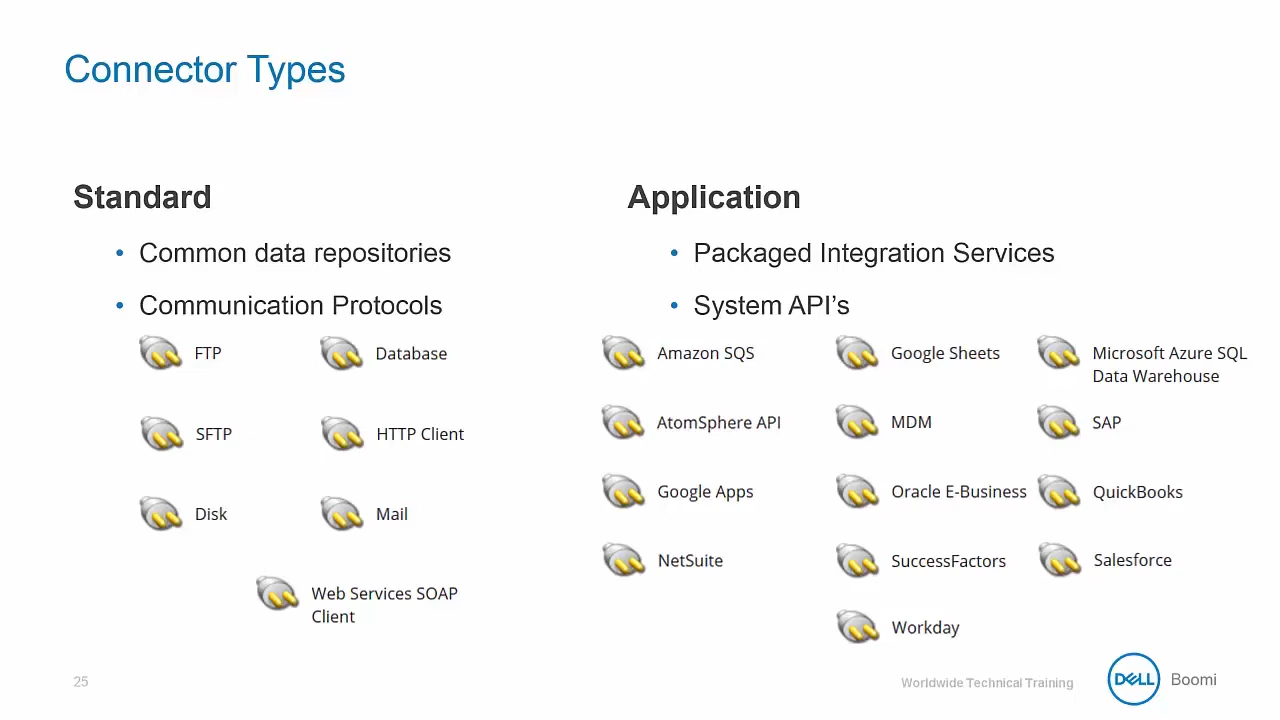 Connector Types
Standard
• Common data repositories
• Communication Protocols
FTP
Database
SFTP
HTTP Client
Disk
Mail
Web Services SOAP
Client
Application
• Packaged Integration Services
• System API’s
Amazon SQS
Google Sheets
Microsoft Azure SQL
Data Warehouse
AtomSphere API
MDM
SAP
Google Apps
Oracle E-Business
QuickBooks
NetSuite
SuccessFactors
Salesforce
Workday
25
Worldwide Technical Training
DELL
Boomi